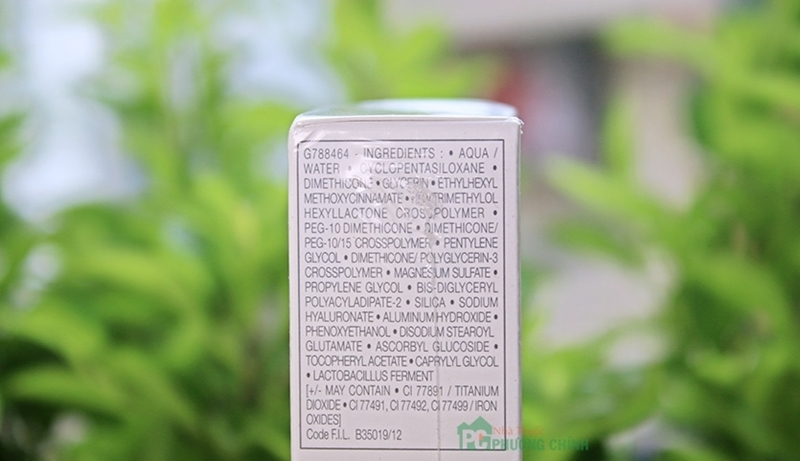 G788464 - INGREDIENTS : • AQUA /
WATER • CYCLOPENTASILOXANE •
DIMETHICONE • GLYCERIN • ETHYLHEXYL
METHOXYCINNAMATE • TRIMETHYLOL
HEXYLLACTONE CROSSPOLYMER •
PEG-10 DIMETHICONE • DIMETHICONE/
PEG-10/15 CROSSPOLYMER • PENTYLENE
GLYCOL • DIMETHICONE/ POLYGLYCERIN-3
CROSSPOLYMER • MAGNESIUM SULFATE •
PROPYLENE GLYCOL • BIS-DIGLYCERYL
POLYACYLADIPATE-2 • SILICA • SODIUM
HYALURONATE • ALUMINUM HYDROXIDE •
PHENOXYETHANOL • DISODIUM STEAROYL
GLUTAMATE • ASCORBYL GLUCOSIDE •
TOCOPHERYL ACETATE • CAPRYLYL GLYCOL
• LACTOBACILLUS FERMENT
[+/- MAY CONTAIN • CI 77891 / TITANIUM
DIOXIDE • CI 77491, CI 77492, CI 77499 / IRON
OXIDES]
Code F.I.L. B35019/12
PC
PHƯƠNG CHINH